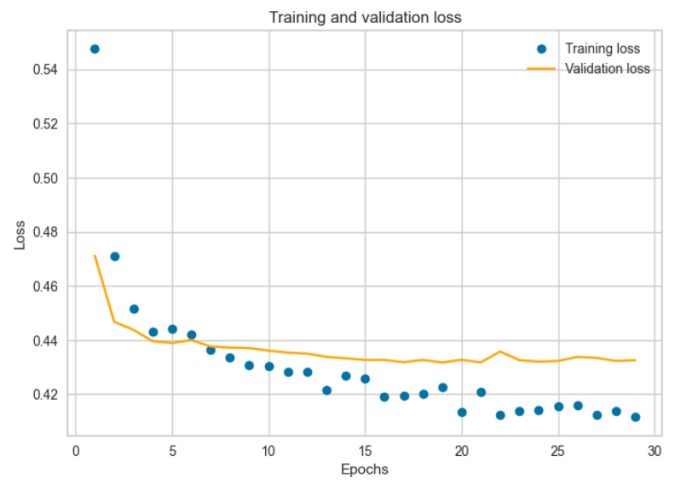 Training and validation loss
Training loss
Validation loss
0.54
0.52
0.50
0.48
0.46
0.44
0.42
Loss
0 5 10 15 20 25 30
Epochs